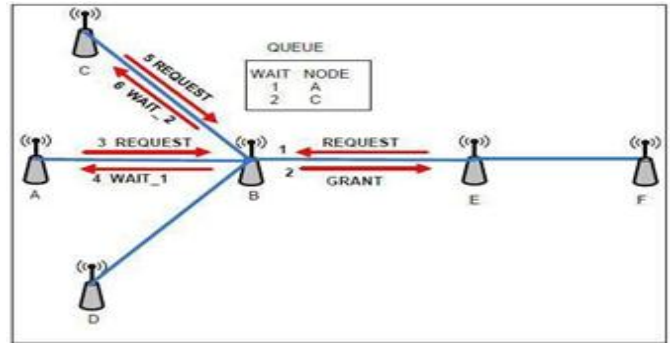 C
QUEUE
WAIT NODE
1 A
2 C
5 REQUEST
6 WAIT_2
3 REQUEST
4 WAIT_1
1 REQUEST
2 GRANT
A
B
E
F
D